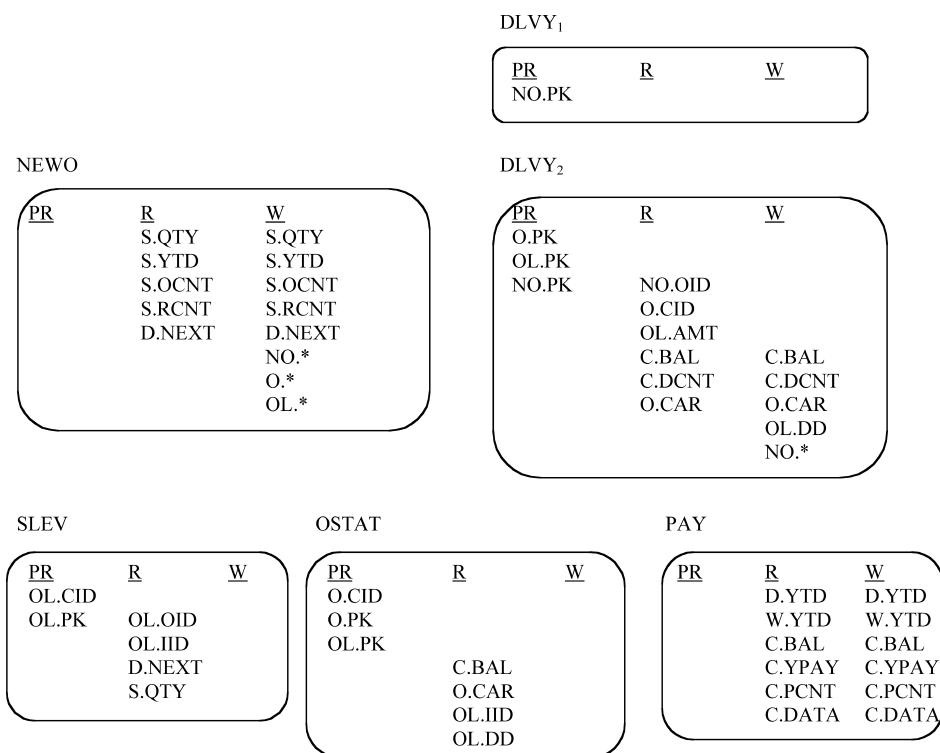 DLVY₁
PR R W
NO.PK
NEWO
PR R W
S.QTY S.QTY
S.YTD S.YTD
S.OCNT S.OCNT
S.RCNT S.RCNT
D.NEXT D.NEXT
NO.*
O.*
OL.*
DLVY₂
PR R W
O.PK
OL.PK
NO.PK NO.OID
O.CID
OL.AMT
C.BAL C.BAL
C.DCNT C.DCNT
O.CAR O.CAR
OL.DD
NO.*
SLEV
PR R W
OL.CID
OL.PK OL.OID
OL.IID
D.NEXT
S.QTY
OSTAT
PR R W
O.CID
O.PK
OL.PK
C.BAL
O.CAR
OL.IID
OL.DD
PAY
PR R W
D.YTD D.YTD
W.YTD W.YTD
C.BAL C.BAL
C.YPAY C.YPAY
C.PCNT C.PCNT
C.DATA C.DATA